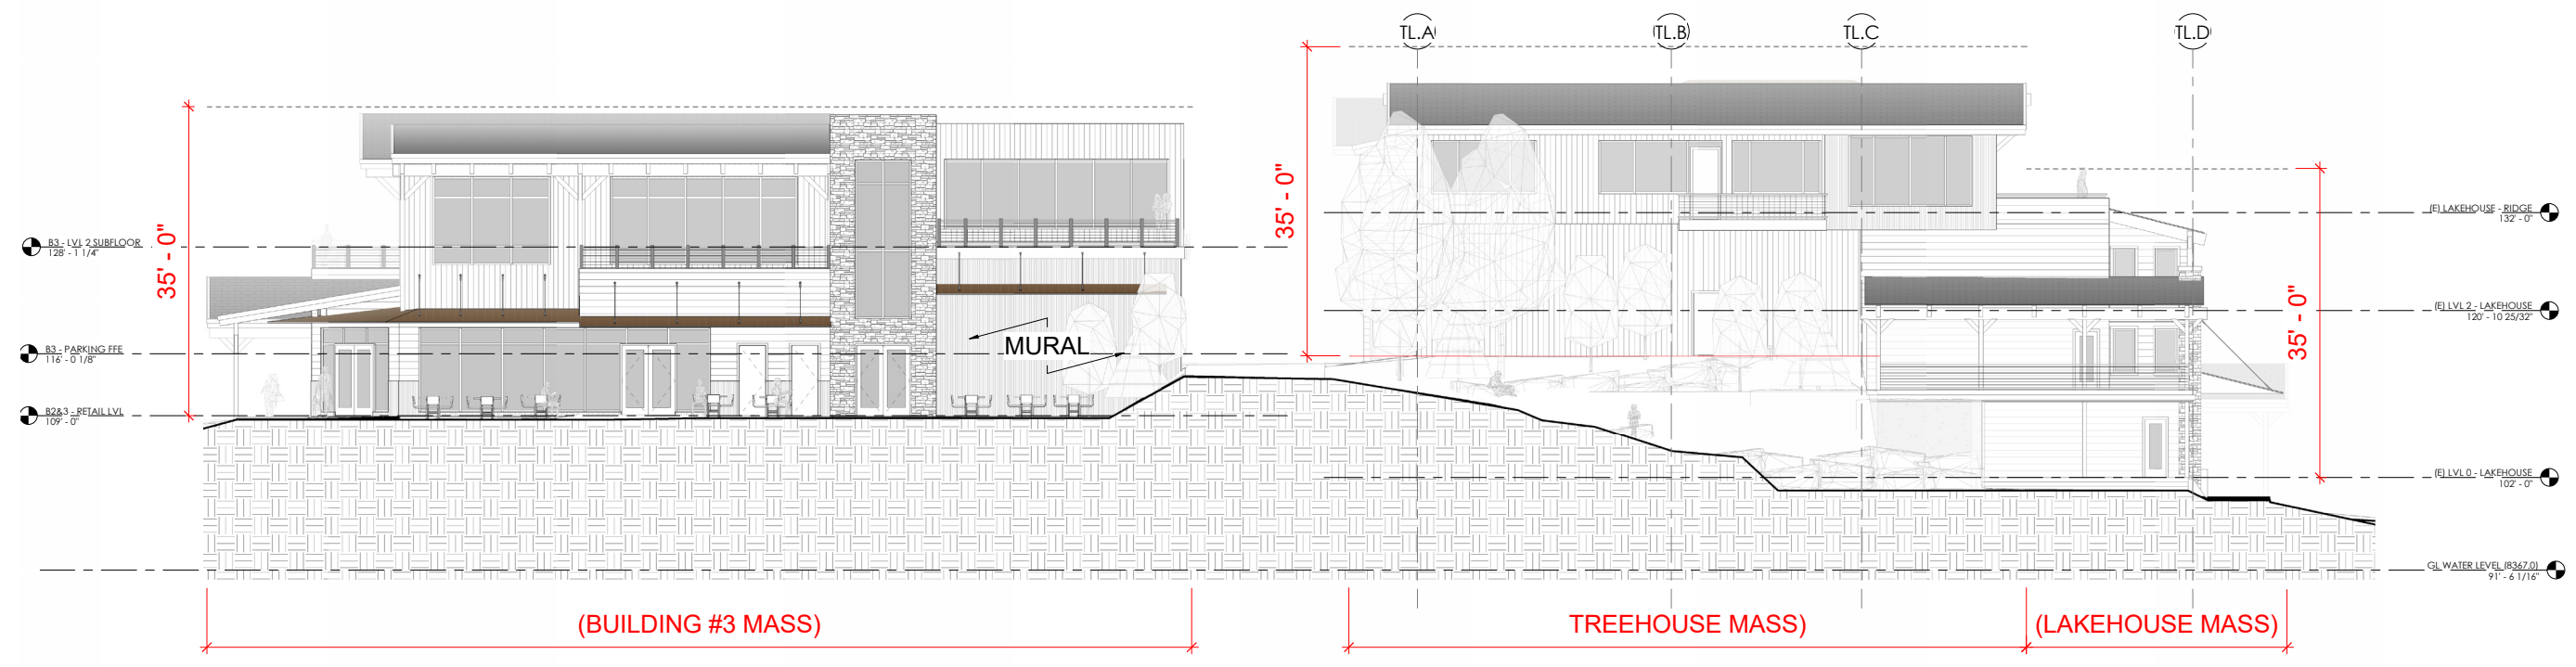 TL.A
TL.B
TL.C
TL.D
35' - 0"
35' - 0"
35' - 0"
B3 - LVL 2 SUBFLOOR
128' - 1 1/4"
B3 - PARKING FFE
116' - 0 1/8"
B2&3 - RETAIL LVL
109' - 0"
MURAL
(E) LAKEHOUSE - RIDGE
132' - 0"
(E) LVL 2 - LAKEHOUSE
120' - 10 25/32"
(E) LVL 0 - LAKEHOUSE
102' - 0"
GL WATER LEVEL (8367.0)
91' - 6 1/16"
(BUILDING #3 MASS)
TREEHOUSE MASS)
(LAKEHOUSE MASS)